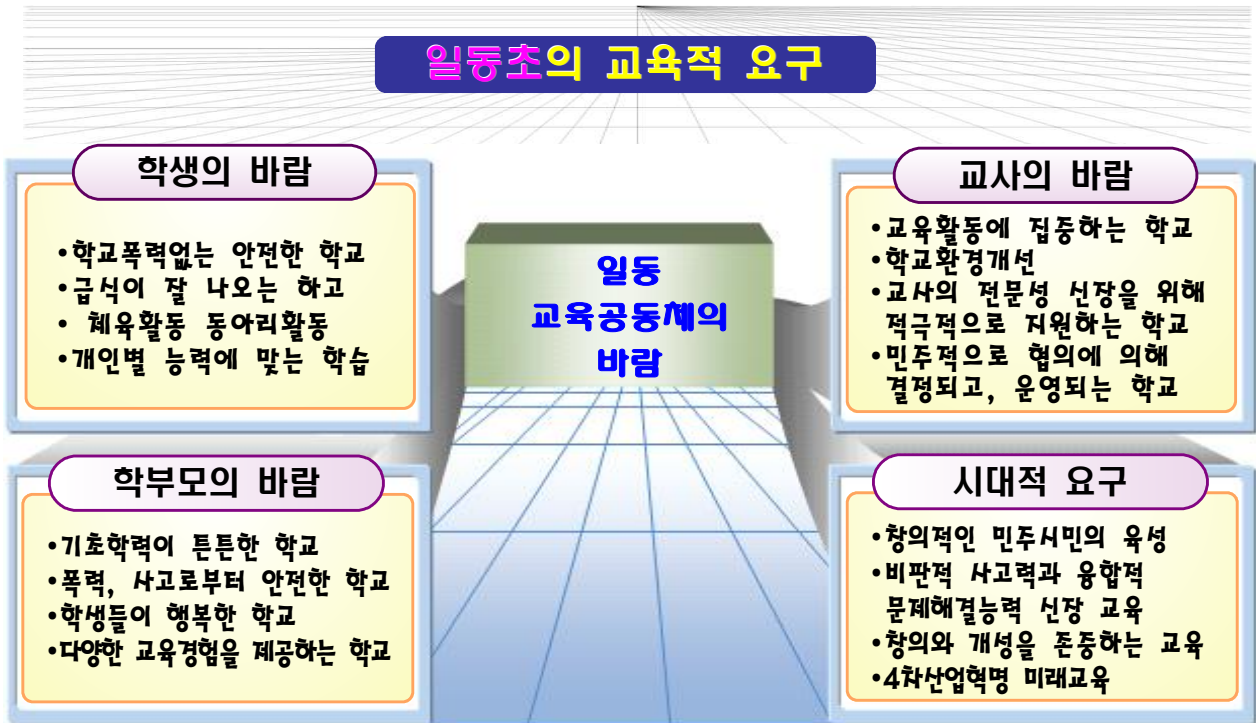 일동초의 교육적 요구
학생의 바람
•학교폭력없는 안전한 학교
•급식이 잘 나오는 하고
• 체육활동 동아리활동
•개인별 능력에 맞는 학습
교사의 바람
•교육활동에 집중하는 학교
•학교환경개선
•교사의 전문성 신장을 위해
적극적으로 지원하는 학교
•민주적으로 협의에 의해
결정되고, 운영되는 학교
일동
교육공동체의
바람
학부모의 바람
•기초학력이 튼튼한 학교
•폭력, 사고로부터 안전한 학교
•학생들이 행복한 학교
•다양한 교육경험을 제공하는 학교
시대적 요구
•창의적인 민주시민의 육성
•비판적 사고력과 융합적
문제해결능력 신장 교육
•창의와 개성을 존중하는 교육
•4차산업혁명 미래교육